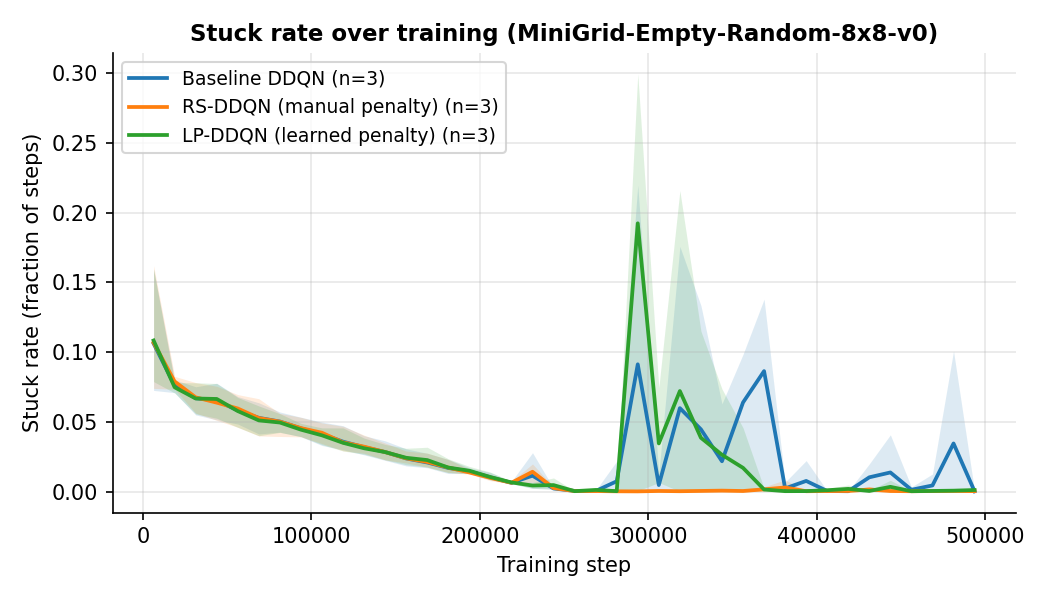 Stuck rate over training (MiniGrid-Empty-Random-8x8-v0)
Baseline DDQN (n=3)
RS-DDQN (manual penalty) (n=3)
LP-DDQN (learned penalty) (n=3)
Stuck rate (fraction of steps)
0.30
0.25
0.20
0.15
0.10
0.05
0.00
0 100000 200000 300000 400000 500000
Training step